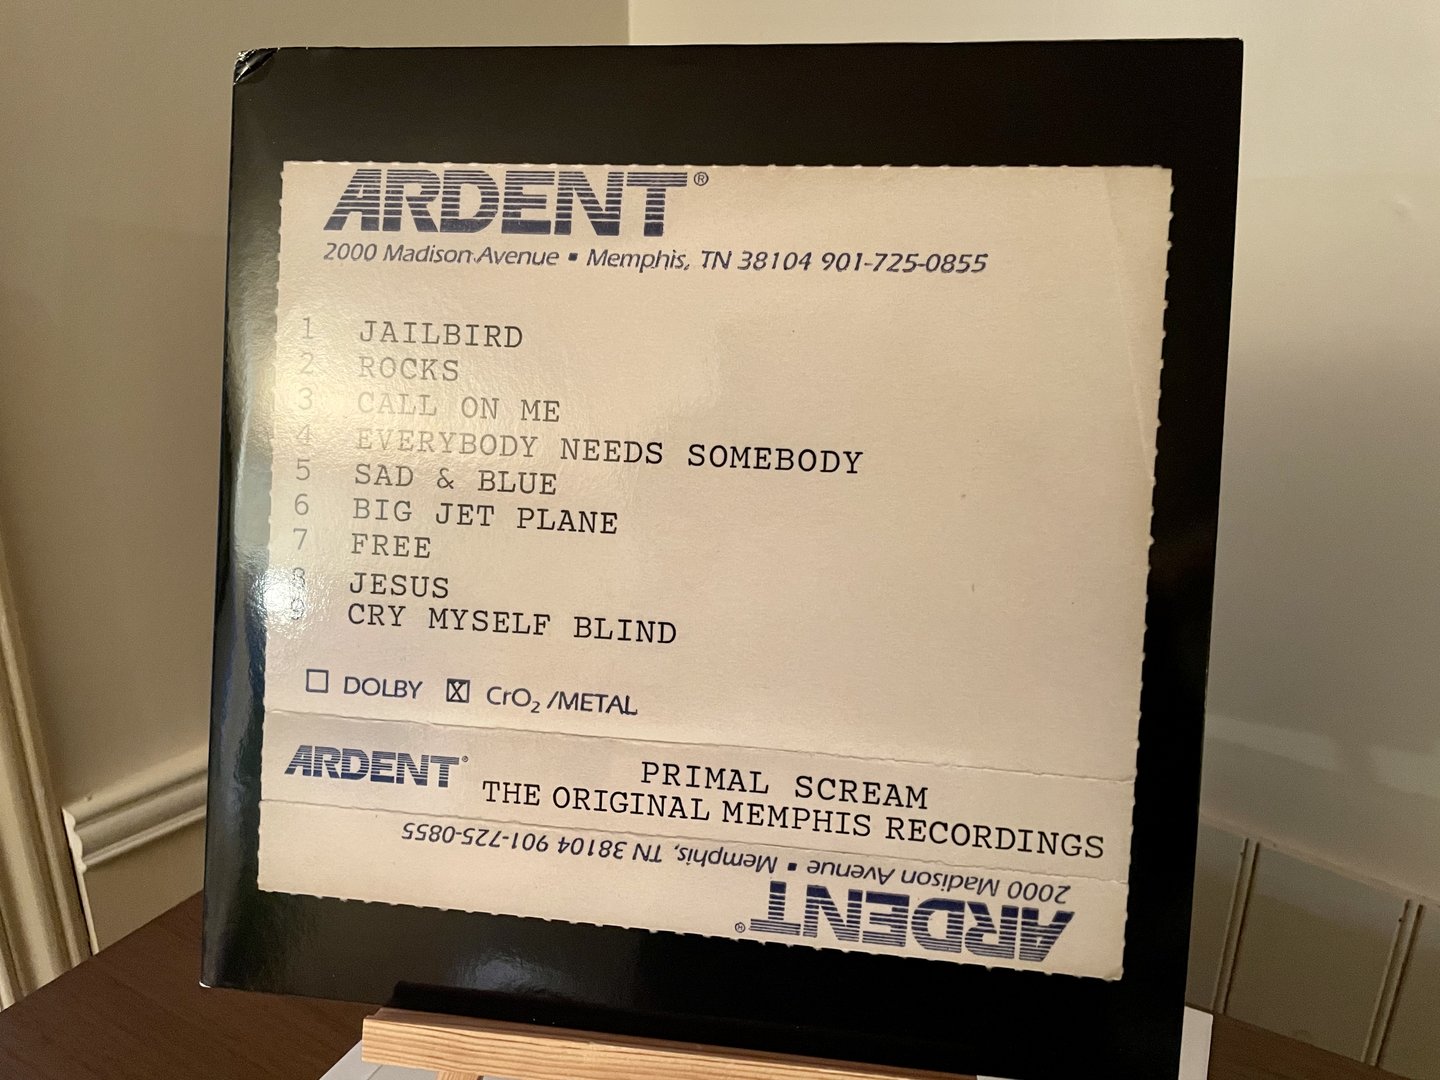 ARDENT®
2000 Madison Avenue ▪ Memphis, TN 38104 901-725-0855
1 JAILBIRD
2 ROCKS
3 CALL ON ME
4 EVERYBODY NEEDS SOMEBODY
5 SAD & BLUE
6 BIG JET PLANE
7 FREE
8 JESUS
9 CRY MYSELF BLIND
☐ DOLBY ☒ CrO₂/METAL
ARDENT® PRIMAL SCREAM
THE ORIGINAL MEMPHIS RECORDINGS
2000 Madison Avenue ▪ Memphis, TN 38104 901-725-0855
ARDENT®